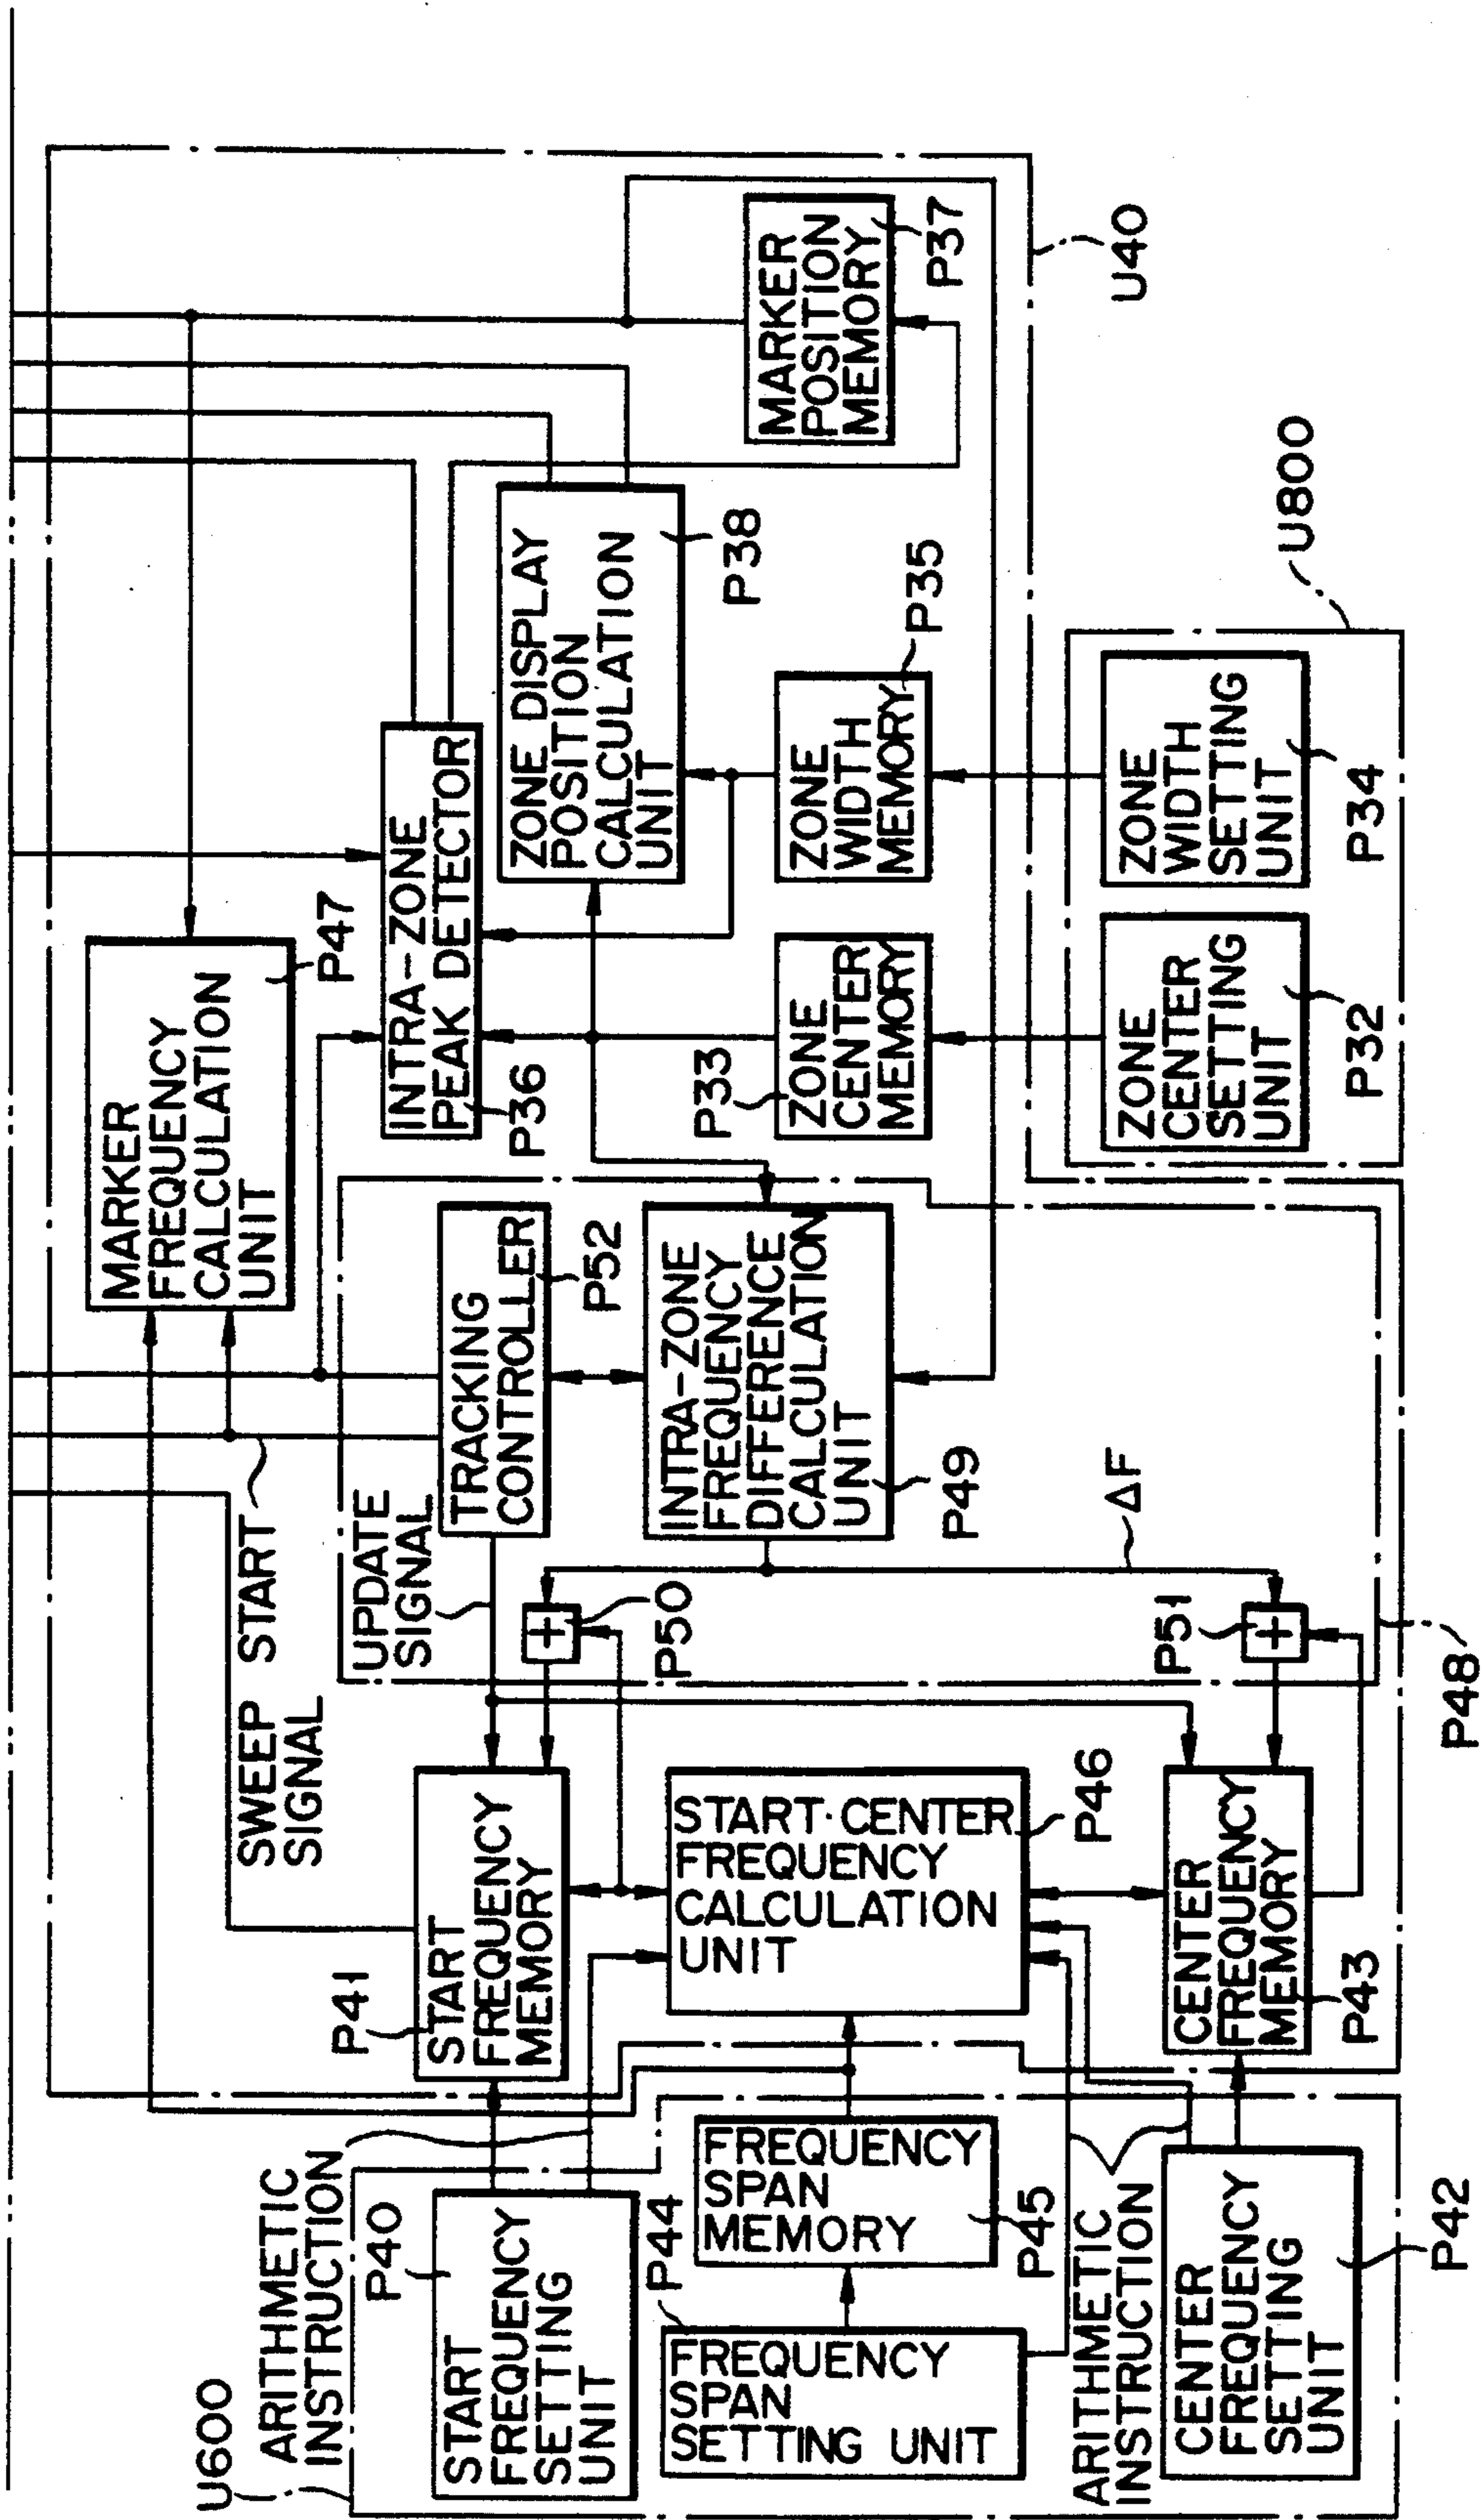 U600
ARITHMETIC
INSTRUCTION
P40
START
FREQUENCY
SETTING
UNIT
P44
FREQUENCY
SPAN
SETTING UNIT
FREQUENCY
SPAN
MEMORY
P45
ARITHMETIC
INSTRUCTION
CENTER
FREQUENCY
SETTING
UNIT
P42
SWEEP START
SIGNAL
P41
START
FREQUENCY
MEMORY
START·CENTER
FREQUENCY
CALCULATION
UNIT
P46
CENTER
FREQUENCY
MEMORY
P43
UPDATE
SIGNAL
P50
P51
+
+
ΔF
P48
TRACKING
CONTROLLER
P52
INTRA-ZONE
FREQUENCY
DIFFERENCE
CALCULATION
UNIT
P49
MARKER
FREQUENCY
CALCULATION
UNIT
P47
INTRA-ZONE
PEAK DETECTOR
P36
ZONE DISPLAY
POSITION
CALCULATION
UNIT
P38
P33
ZONE
CENTER
MEMORY
ZONE
WIDTH
MEMORY
P35
ZONE
CENTER
SETTING
UNIT
P32
ZONE
WIDTH
SETTING
UNIT
P34
U800
MARKER
POSITION
MEMORY
P37
U40